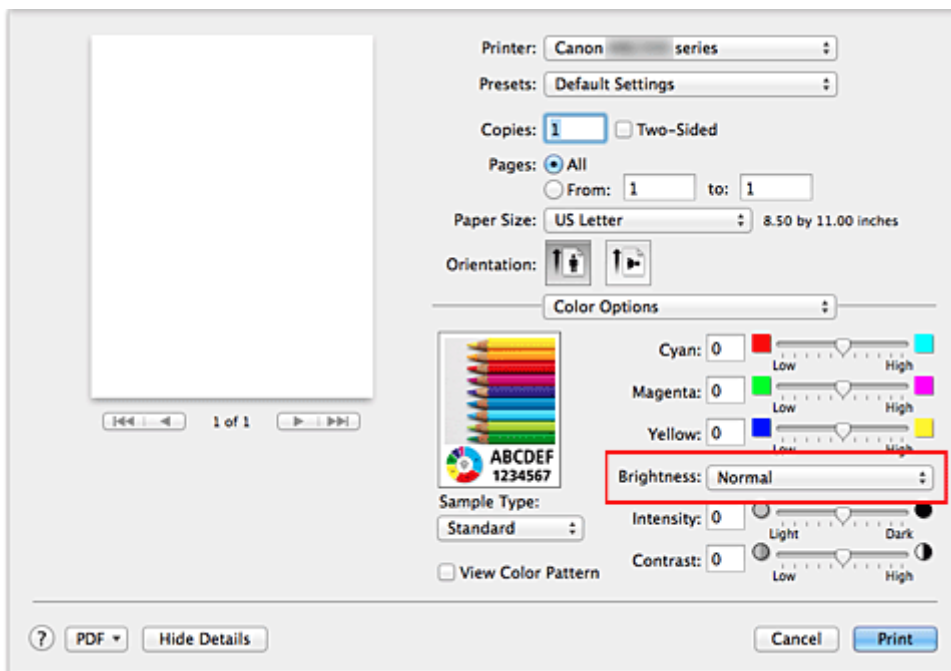 Printer: Canon series
Presets: Default Settings
Copies: 1 Two-Sided
Pages: All
From: 1 to: 1
Paper Size: US Letter 8.50 by 11.00 inches
Orientation:
Color Options
Cyan: 0
Low High
Magenta: 0
Low High
Yellow: 0
Low High
Brightness: Normal
Intensity: 0
Light Dark
Contrast: 0
Low High
1 of 1
ABCDEF
1234567
Sample Type:
Standard
View Color Pattern
? PDF Hide Details Cancel Print